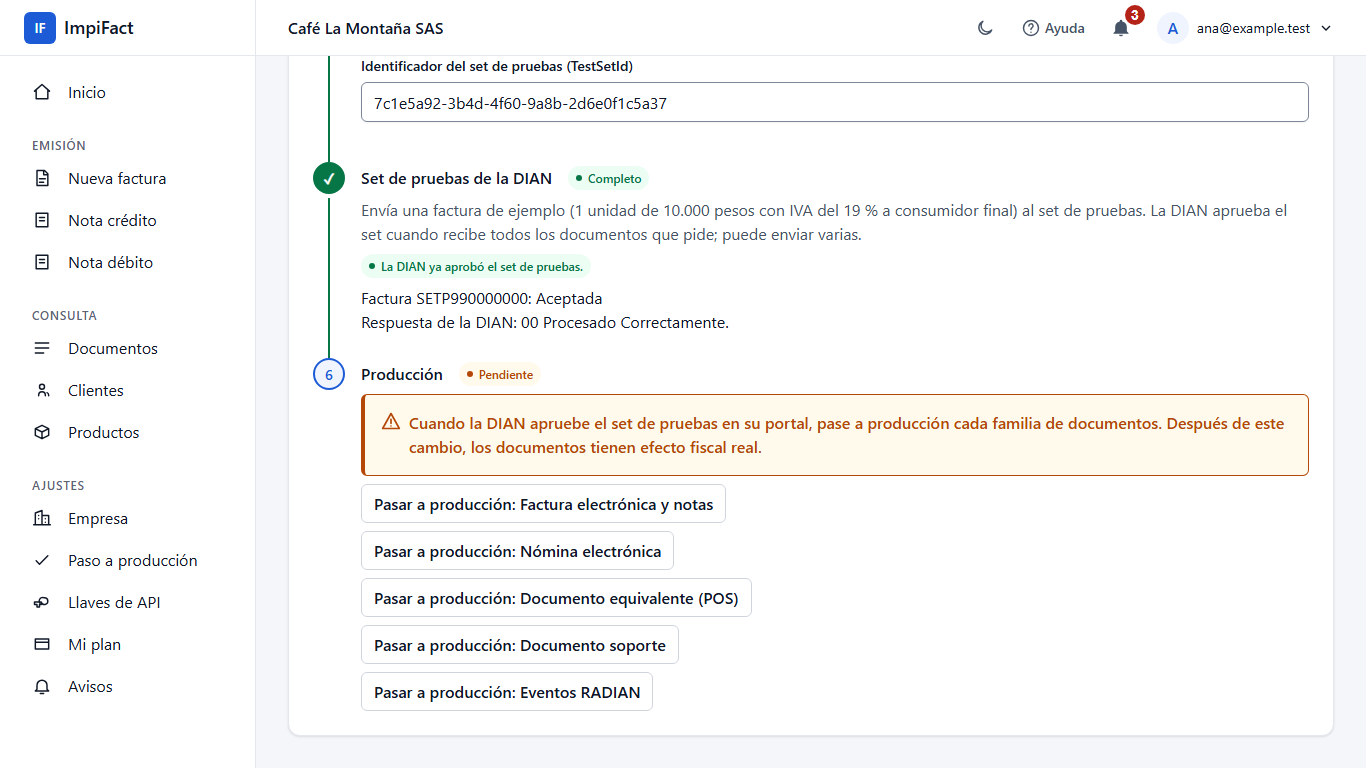 IF ImpiFact
Café La Montaña SAS
Ayuda
3
A
ana@example.test
Inicio
EMISIÓN
Nueva factura
Nota crédito
Nota débito
CONSULTA
Documentos
Clientes
Productos
AJUSTES
Empresa
Paso a producción
Llaves de API
Mi plan
Avisos
Identificador del set de pruebas (TestSetId)
7c1e5a92-3b4d-4f60-9a8b-2d6e0f1c5a37
Set de pruebas de la DIAN
Completo
Envía una factura de ejemplo (1 unidad de 10.000 pesos con IVA del 19 % a consumidor final) al set de pruebas. La DIAN aprueba el
set cuando recibe todos los documentos que pide; puede enviar varias.
La DIAN ya aprobó el set de pruebas.
Factura SETP990000000: Aceptada
Respuesta de la DIAN: 00 Procesado Correctamente.
6
Producción
Pendiente
Cuando la DIAN apruebe el set de pruebas en su portal, pase a producción cada familia de documentos. Después de este
cambio, los documentos tienen efecto fiscal real.
Pasar a producción: Factura electrónica y notas
Pasar a producción: Nómina electrónica
Pasar a producción: Documento equivalente (POS)
Pasar a producción: Documento soporte
Pasar a producción: Eventos RADIAN